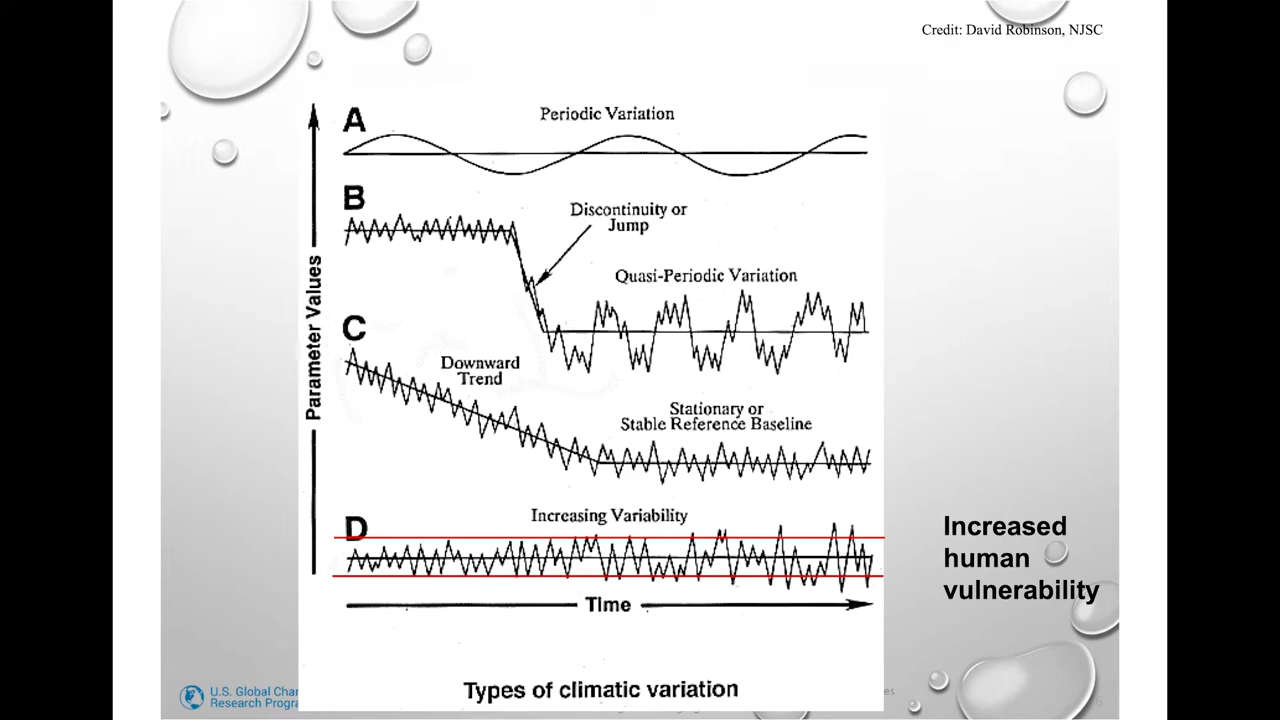 Credit: David Robinson, NJSC
A
Periodic Variation
B
Discontinuity or
Jump
Quasi-Periodic Variation
C
Downward
Trend
Stationary or
Stable Reference Baseline
D
Increasing Variability
Parameter Values
Time
Increased
human
vulnerability
Types of climatic variation
U.S. Global Cha
Research Progra